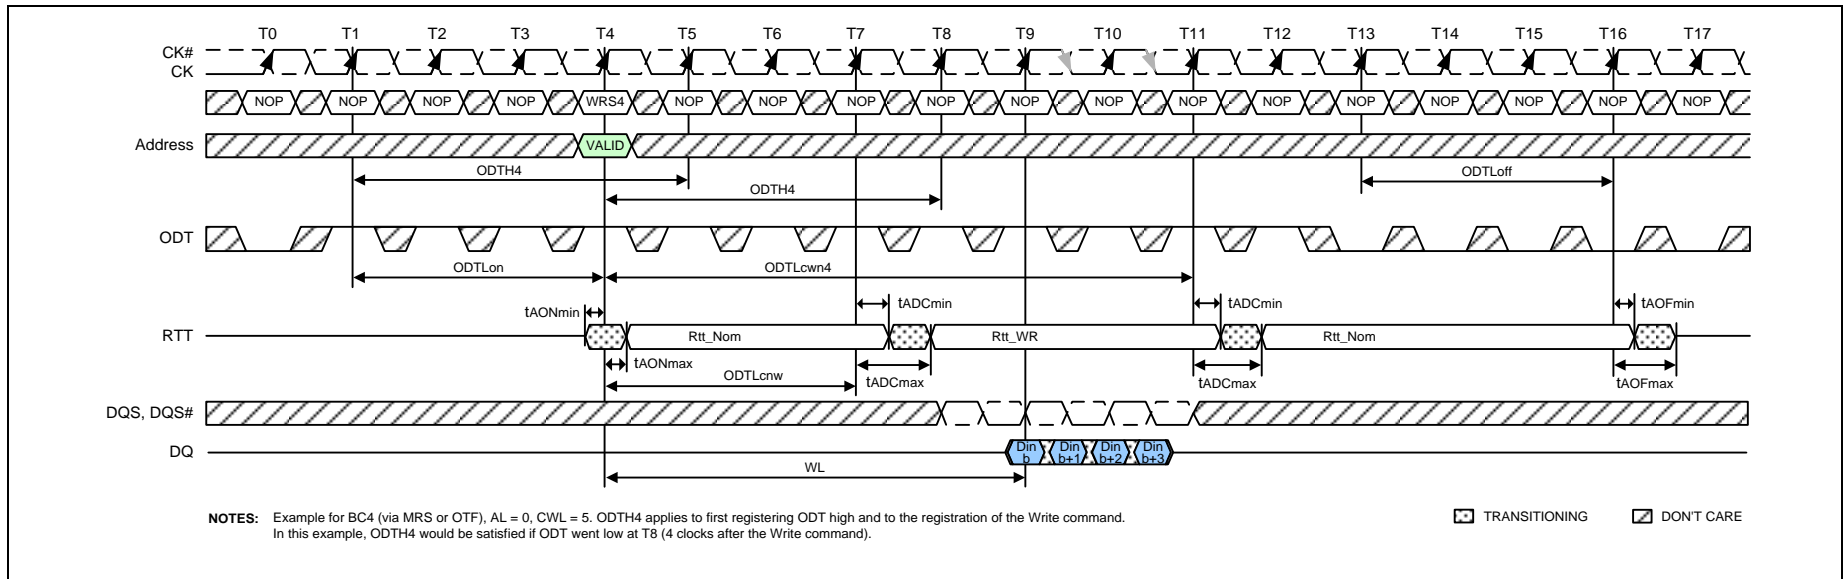 T0 T1 T2 T3 T4 T5 T6 T7 T8 T9 T10 T11 T12 T13 T14 T15 T16 T17
CK#
CK
NOP NOP NOP NOP WRS4 NOP NOP NOP NOP NOP NOP NOP NOP NOP NOP NOP NOP NOP
Address VALID
ODTH4 ODTLoff
ODTH4
ODT
ODTLon ODTLcwn4
tAONmin tADCmin tADCmin tAOFmin
RTT Rtt_Nom Rtt_WR Rtt_Nom
tAONmax ODTLcnw tADCmax tADCmax tAOFmax
DQS, DQS#
DQ Din b Din b+1 Din b+2 Din b+3
WL
NOTES: Example for BC4 (via MRS or OTF), AL = 0, CWL = 5. ODTH4 applies to first registering ODT high and to the registration of the Write command.
In this example, ODTH4 would be satisfied if ODT went low at T8 (4 clocks after the Write command).
TRANSITIONING DON'T CARE